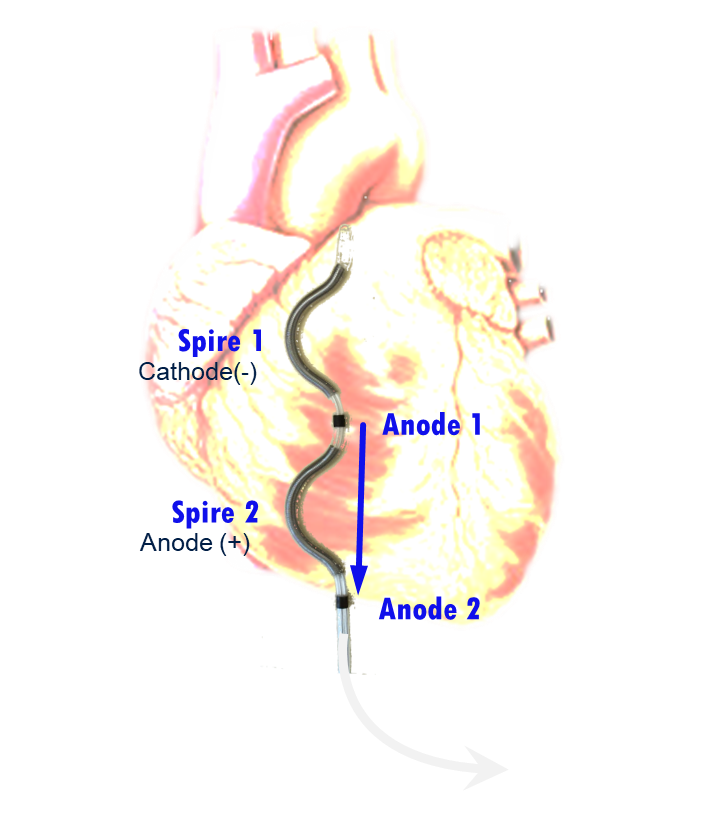 Spire 1
Cathode(-)
Anode 1
Spire 2
Anode (+)
Anode 2